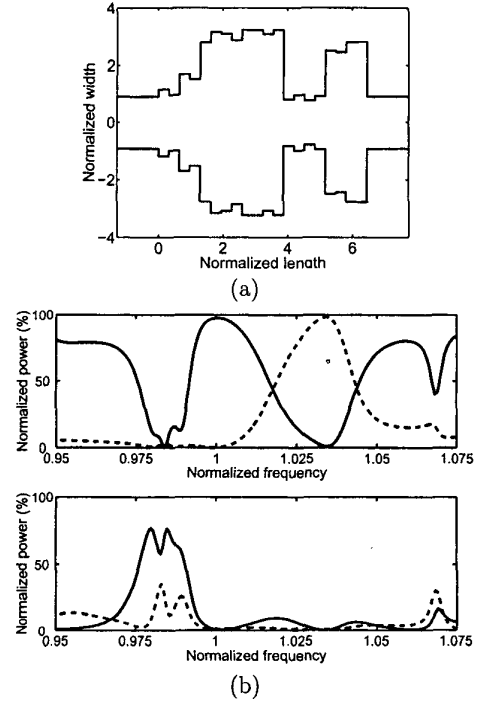 4
2
0
-2
-4
Normalized width
0 2 4 6
Normalized length
(a)
100
50
0
Normalized power (%)
0.95 0.975 1 1.025 1.05 1.075
Normalized frequency
100
50
0
Normalized power (%)
0.95 0.975 1 1.025 1.05 1.075
Normalized frequency
(b)